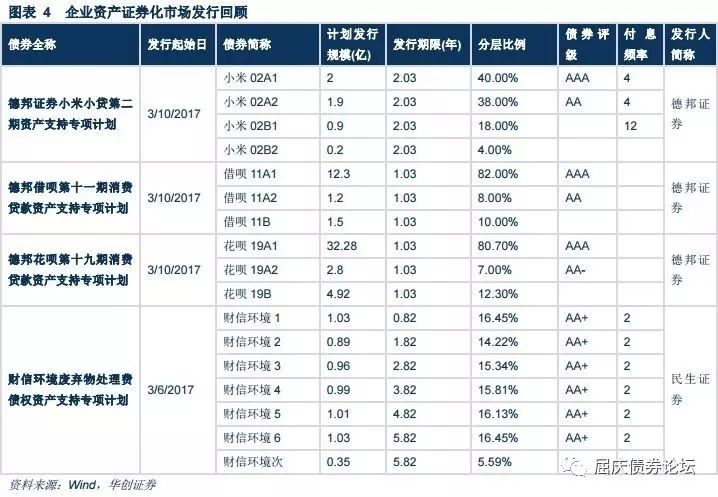 图表 4 企业资产证券化市场发行回顾
债券全称 发行起始日 债券简称 计划发行规模(亿) 发行期限(年) 分层比例 债券评级 付息频率 发行人简称
德邦证券小米小贷第二期资产支持专项计划 3/10/2017 小米 02A1 2 2.03 40.00% AAA 4 德邦证券
小米 02A2 1.9 2.03 38.00% AA 4
小米 02B1 0.9 2.03 18.00% 12
小米 02B2 0.2 2.03 4.00%
德邦借呗第十一期消费贷款资产支持专项计划 3/10/2017 借呗 11A1 12.3 1.03 82.00% AAA 德邦证券
借呗 11A2 1.2 1.03 8.00% AA
借呗 11B 1.5 1.03 10.00%
德邦花呗第十九期消费贷款资产支持专项计划 3/10/2017 花呗 19A1 32.28 1.03 80.70% AAA 德邦证券
花呗 19A2 2.8 1.03 7.00% AA-
花呗 19B 4.92 1.03 12.30%
财信环境废弃物处理费债权资产支持专项计划 3/6/2017 财信环境 1 1.03 0.82 16.45% AA+ 2 民生证券
财信环境 2 0.89 1.82 14.22% AA+ 2
财信环境 3 0.96 2.82 15.34% AA+ 2
财信环境 4 0.99 3.82 15.81% AA+ 2
财信环境 5 1.01 4.82 16.13% AA+ 2
财信环境 6 1.03 5.82 16.45% AA+ 2
财信环境次 0.35 5.82 5.59%
资料来源：Wind，华创证券
屈庆债券论坛